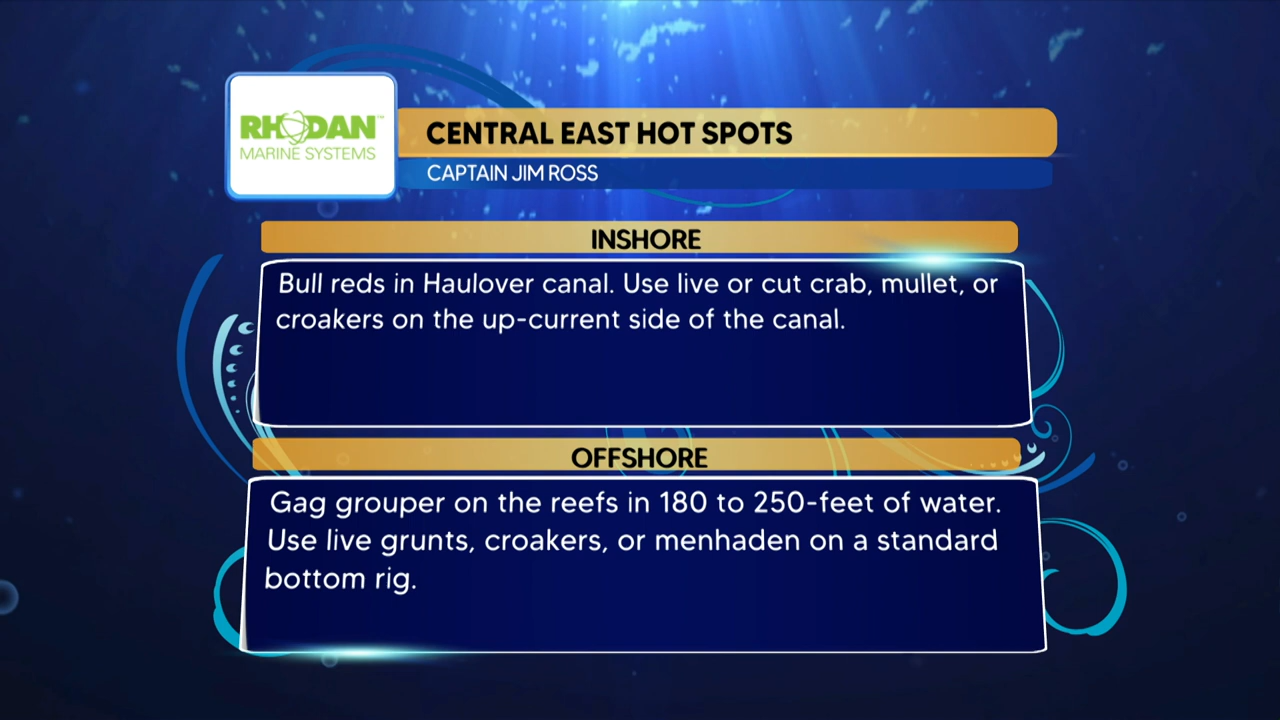 RHODAN™
MARINE SYSTEMS
CENTRAL EAST HOT SPOTS
CAPTAIN JIM ROSS
INSHORE
Bull reds in Haulover canal. Use live or cut crab, mullet, or
croakers on the up-current side of the canal.
OFFSHORE
Gag grouper on the reefs in 180 to 250-feet of water.
Use live grunts, croakers, or menhaden on a standard
bottom rig.